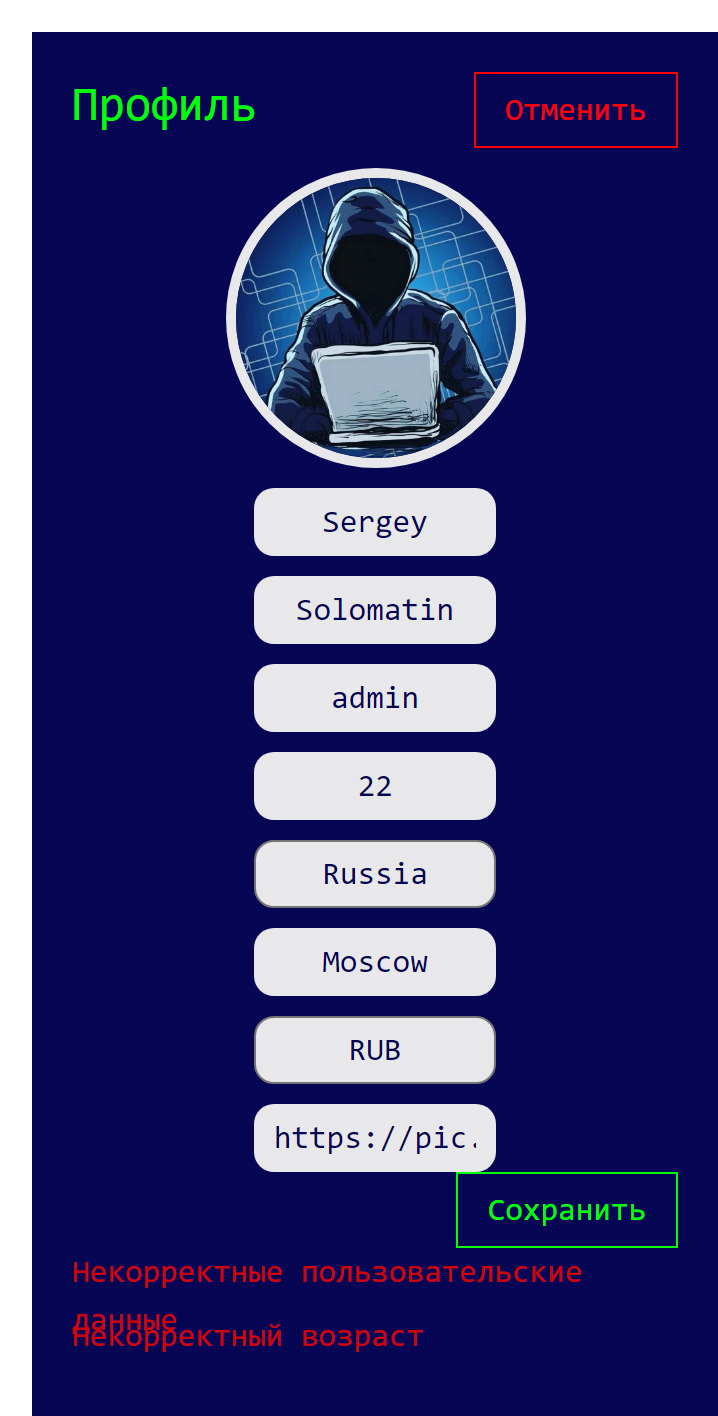 Профиль
Отменить
Sergey
Solomatin
admin
22
Russia
Moscow
RUB
https://pic.
Сохранить
Некорректные пользовательские
данные
Некорректный возраст